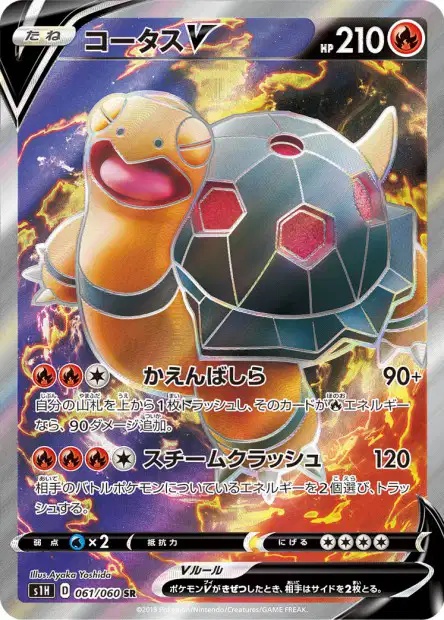 たね コータスV HP 210
かえんばしら 90+
自分の山札を上から1枚トラッシュし、そのカードが エネルギー
なら、90ダメージ追加。
スチームクラッシュ 120
相手のバトルポケモンについているエネルギーを2個選び、トラッ
シュする。
弱点 ×2 抵抗力 にげる
Illus. Ayaka Yoshida
Vルール
s1H D 061/060 SR ポケモンVがきぜつしたとき、相手はサイドを2枚とる。
©2019 Pokémon/Nintendo/Creatures/GAME FREAK.